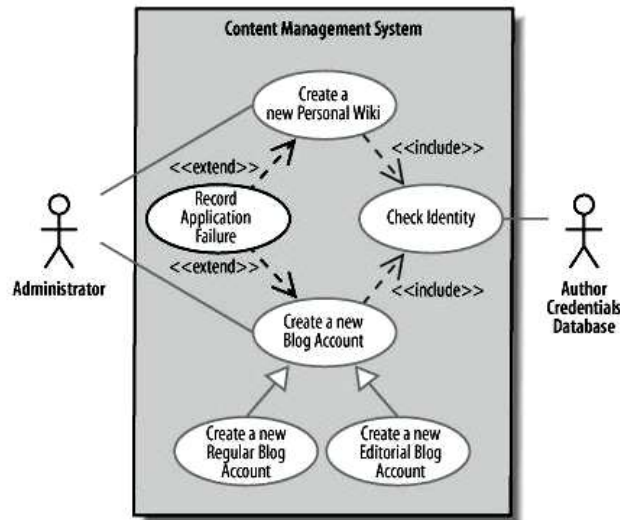 Content Management System
Create a
new Personal Wiki
<<extend>>
<<include>>
Record
Application
Failure
Check Identity
<<extend>>
<<include>>
Administrator
Author
Credentials
Database
Create a new
Blog Account
Create a new
Regular Blog
Account
Create a new
Editorial Blog
Account